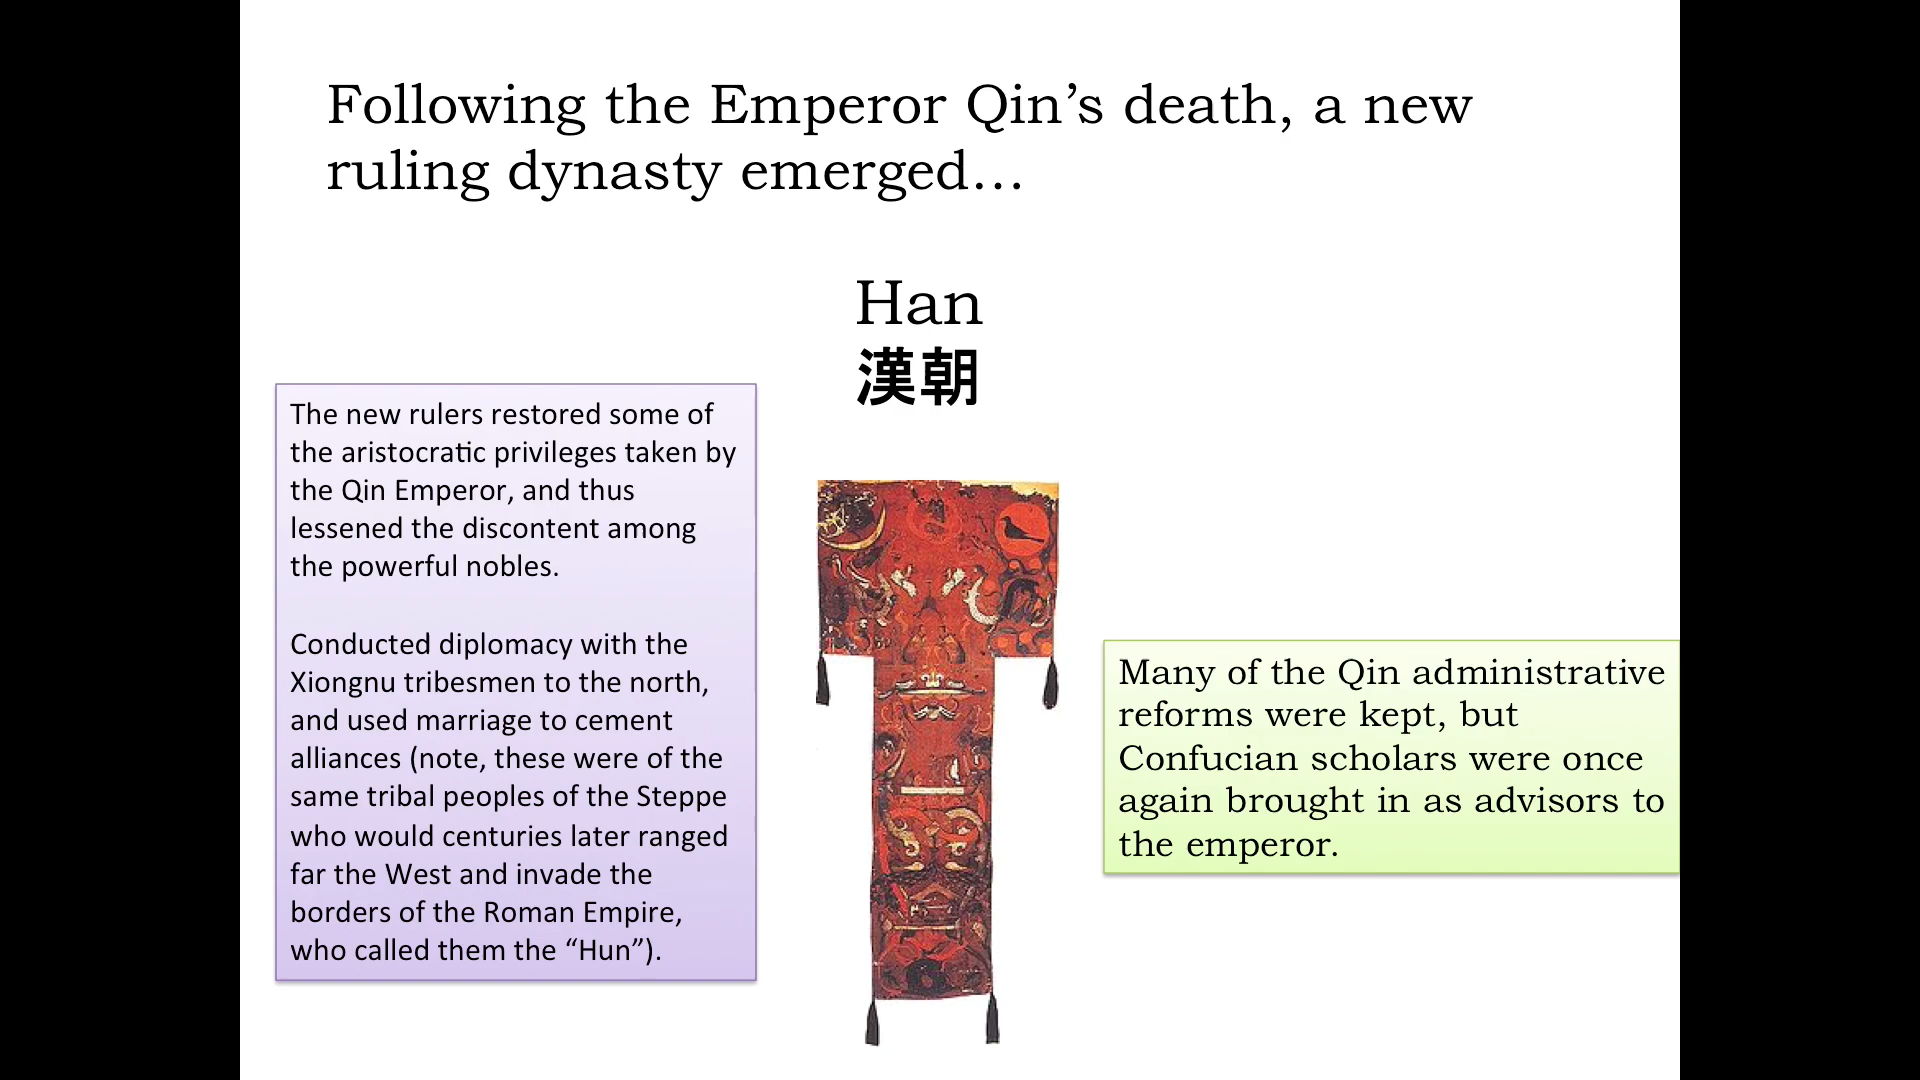 Following the Emperor Qin’s death, a new
ruling dynasty emerged…
Han
漢朝
The new rulers restored some of
the aristocratic privileges taken by
the Qin Emperor, and thus
lessened the discontent among
the powerful nobles.
Conducted diplomacy with the
Xiongnu tribesmen to the north,
and used marriage to cement
alliances (note, these were of the
same tribal peoples of the Steppe
who would centuries later ranged
far the West and invade the
borders of the Roman Empire,
who called them the “Hun”).
Many of the Qin administrative
reforms were kept, but
Confucian scholars were once
again brought in as advisors to
the emperor.